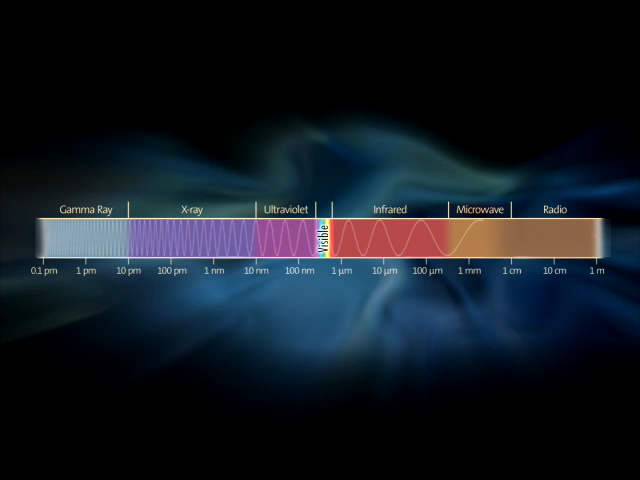 Gamma Ray X-ray Ultraviolet Infrared Microwave Radio
Visible
0.1 pm 1 pm 10 pm 100 pm 1 nm 10 nm 100 nm 1 μm 10 μm 100 μm 1 mm 1 cm 10 cm 1 m